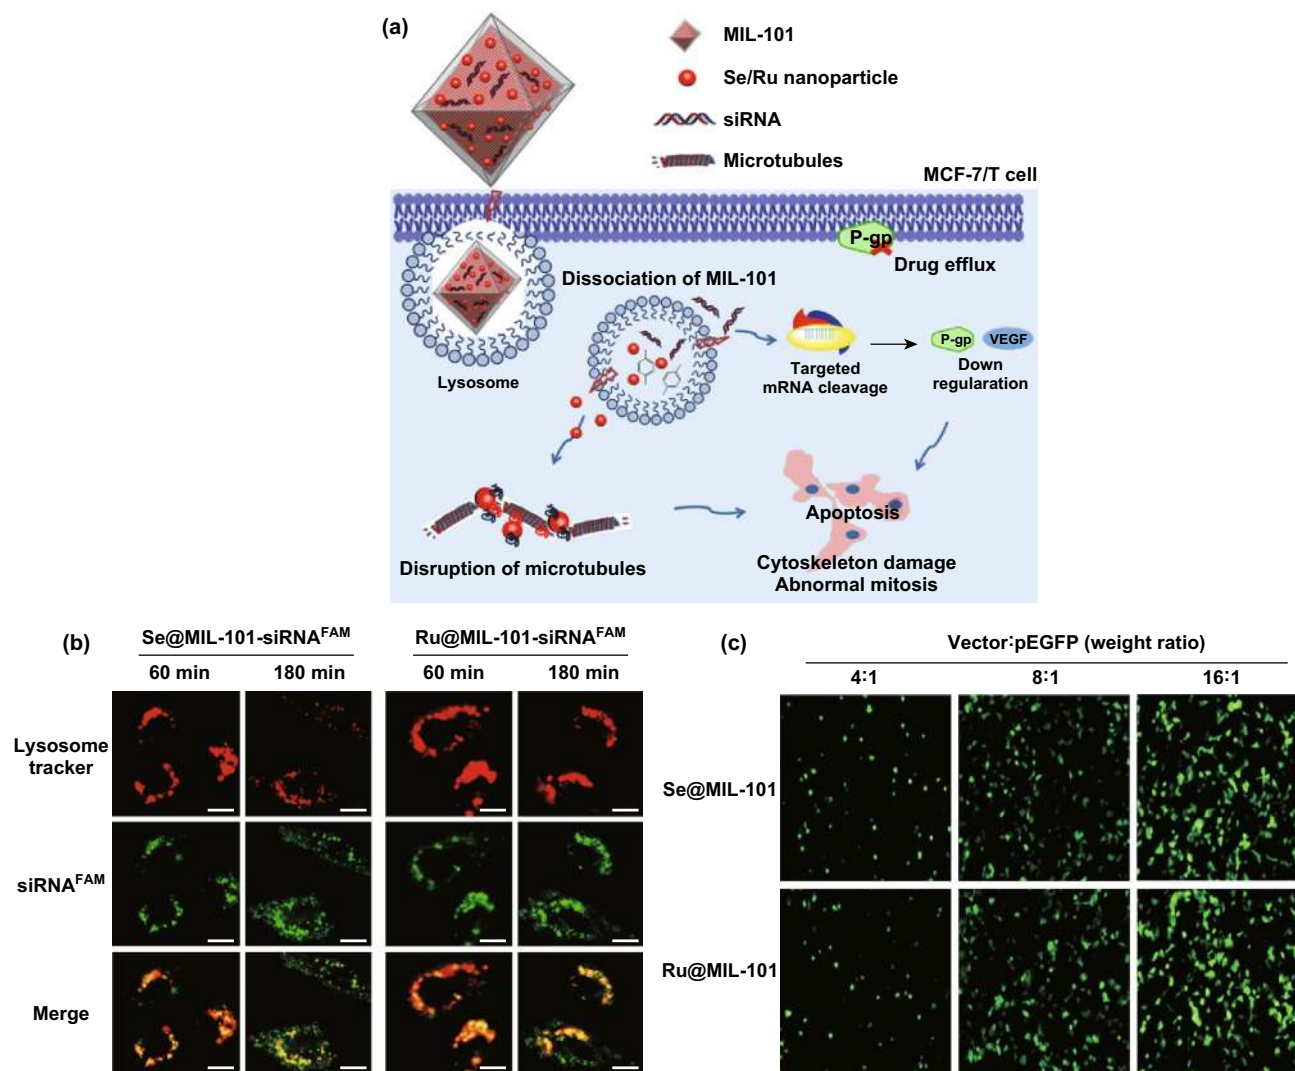 (a)
MIL-101
Se/Ru nanoparticle
siRNA
Microtubules
MCF-7/T cell
P-gp
Drug efflux
Dissociation of MIL-101
Lysosome
Targeted
mRNA cleavage
P-gp
VEGF
Down
regularation
Disruption of microtubules
Apoptosis
Cytoskeleton damage
Abnormal mitosis
(b)
Se@MIL-101-siRNAFAM
Ru@MIL-101-siRNAFAM
60 min
180 min
60 min
180 min
Lysosome
tracker
siRNAFAM
Merge
(c)
Vector:pEGFP (weight ratio)
4:1
8:1
16:1
Se@MIL-101
Ru@MIL-101